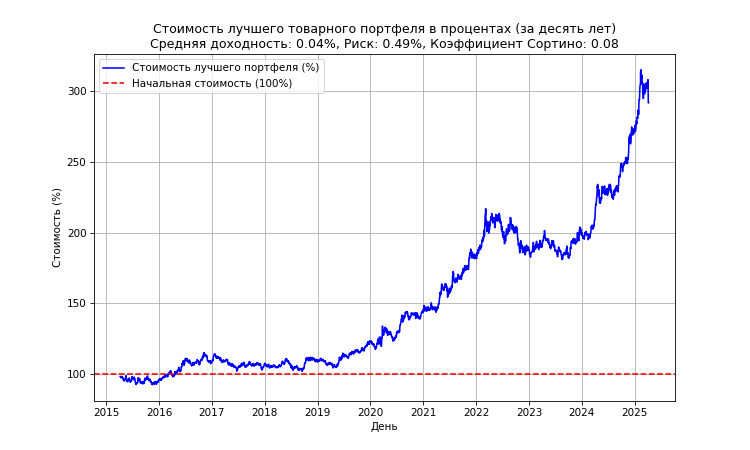 Стоимость лучшего товарного портфеля в процентах (за десять лет)
Средняя доходность: 0.04%, Риск: 0.49%, Коэффициент Сортино: 0.08
Стоимость лучшего портфеля (%)
Начальная стоимость (100%)
Стоимость (%)
300
250
200
150
100
2015 2016 2017 2018 2019 2020 2021 2022 2023 2024 2025
День